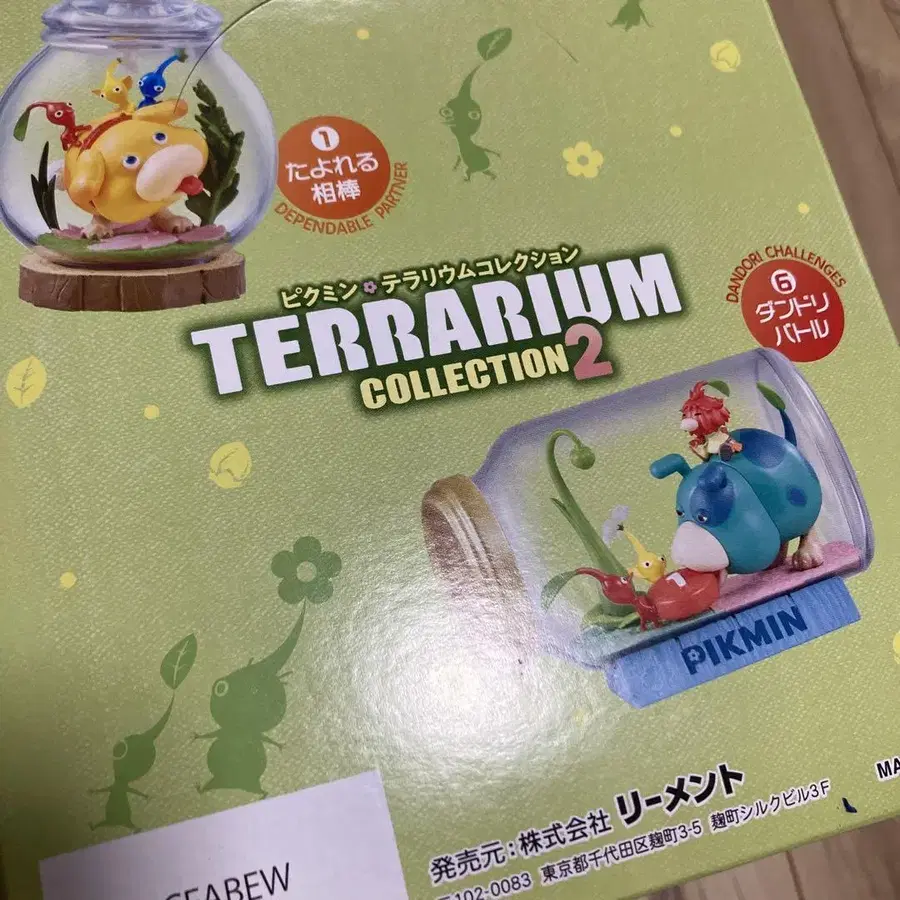 ①
たよれる
相棒
DEPENDABLE PARTNER
ピクミン テラリウムコレクション
TERRARIUM
COLLECTION 2
DANDORI CHALLENGES
⑥
ダンドリ
バトル
PIKMIN
発売元:株式会社 リーメント
〒102-0083 東京都千代田区麹町3-5 麹町シルクビル3F